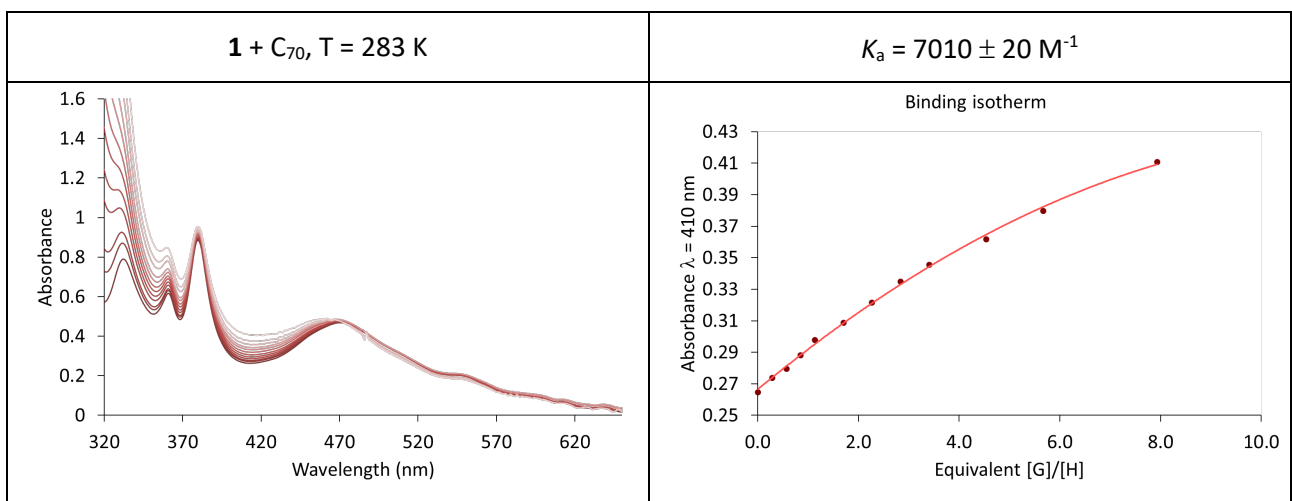 1 + C70, T = 283 K
Ka = 7010 ± 20 M-1
1.6
1.4
1.2
1
0.8
0.6
0.4
0.2
0
Absorbance
320 370 420 470 520 570 620
Wavelength (nm)
Binding isotherm
0.43
0.41
0.39
0.37
0.35
0.33
0.31
0.29
0.27
0.25
Absorbance λ = 410 nm
0.0 2.0 4.0 6.0 8.0 10.0
Equivalent [G]/[H]